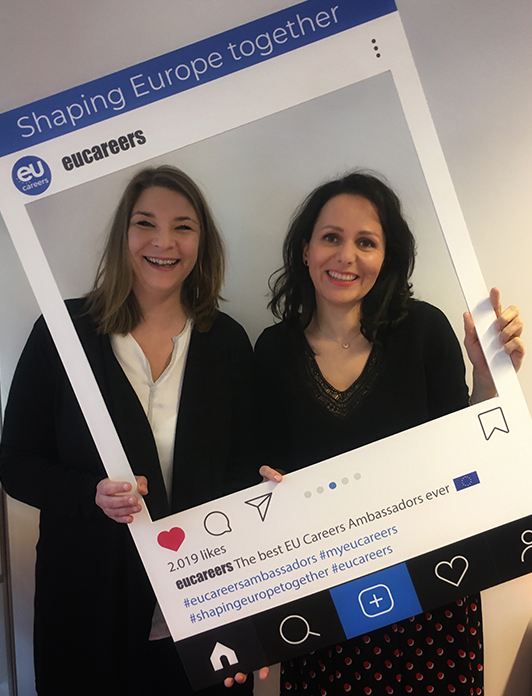 Shaping Europe together
eu
careers
eucareers
2.019 likes
eucareers The best EU Careers Ambassadors ever
#eucareersambassadors #myeucareers
#shapingeuropetogether #eucareers